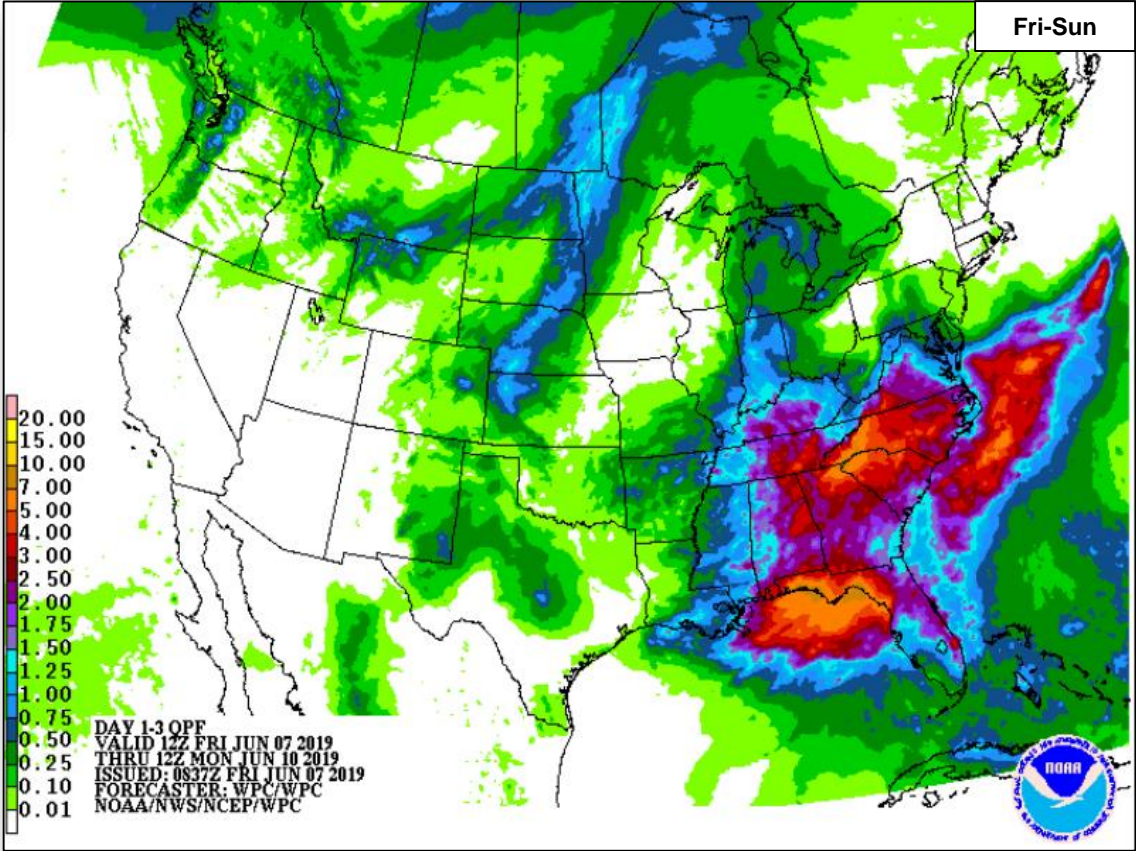 Fri-Sun
20.00
15.00
10.00
7.00
5.00
4.00
3.00
2.50
2.00
1.75
1.50
1.25
1.00
0.75
0.50
0.25
0.10
0.01
DAY 1-3 QPF
VALID 12Z FRI JUN 07 2019
THRU 12Z MON JUN 10 2019
ISSUED: 0837Z FRI JUN 07 2019
FORECASTER: WPC/WPC
NOAA/NWS/NCEP/WPC
NOAA